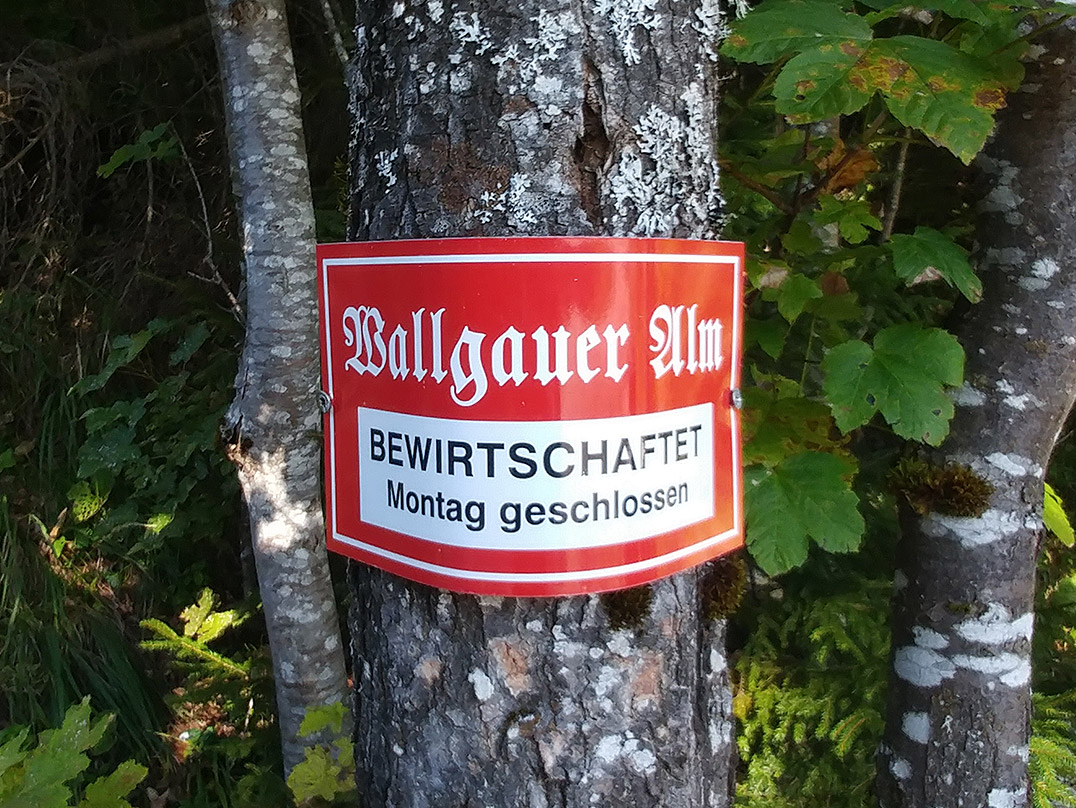 Wallgauer Alm
BEWIRTSCHAFTET
Montag geschlossen